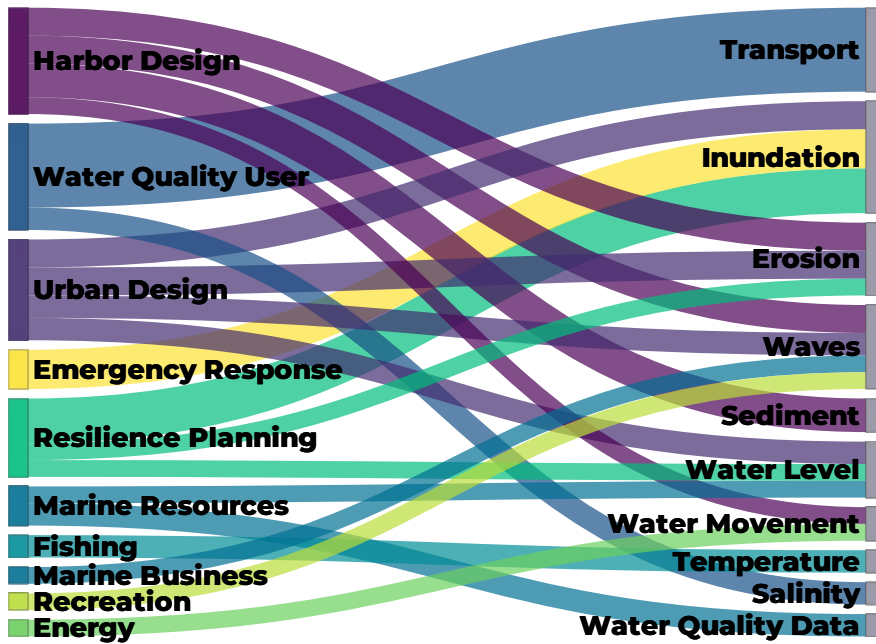 Harbor Design
Water Quality User
Urban Design
Emergency Response
Resilience Planning
Marine Resources
Fishing
Marine Business
Recreation
Energy
Transport
Inundation
Erosion
Waves
Sediment
Water Level
Water Movement
Temperature
Salinity
Water Quality Data